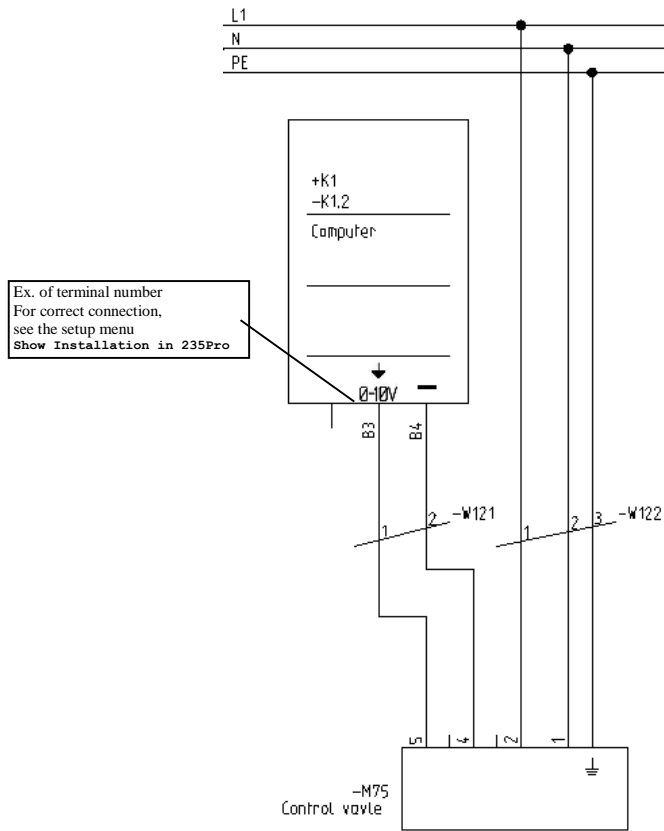 L1
N
PE
+K1
-K1.2
Computer
Ex. of terminal number
For correct connection,
see the setup menu
Show Installation in 235Pro
0-10V
B3
B4
1
2
-W121
1
2
3
-W122
5
4
2
1
-M75
Control vavle